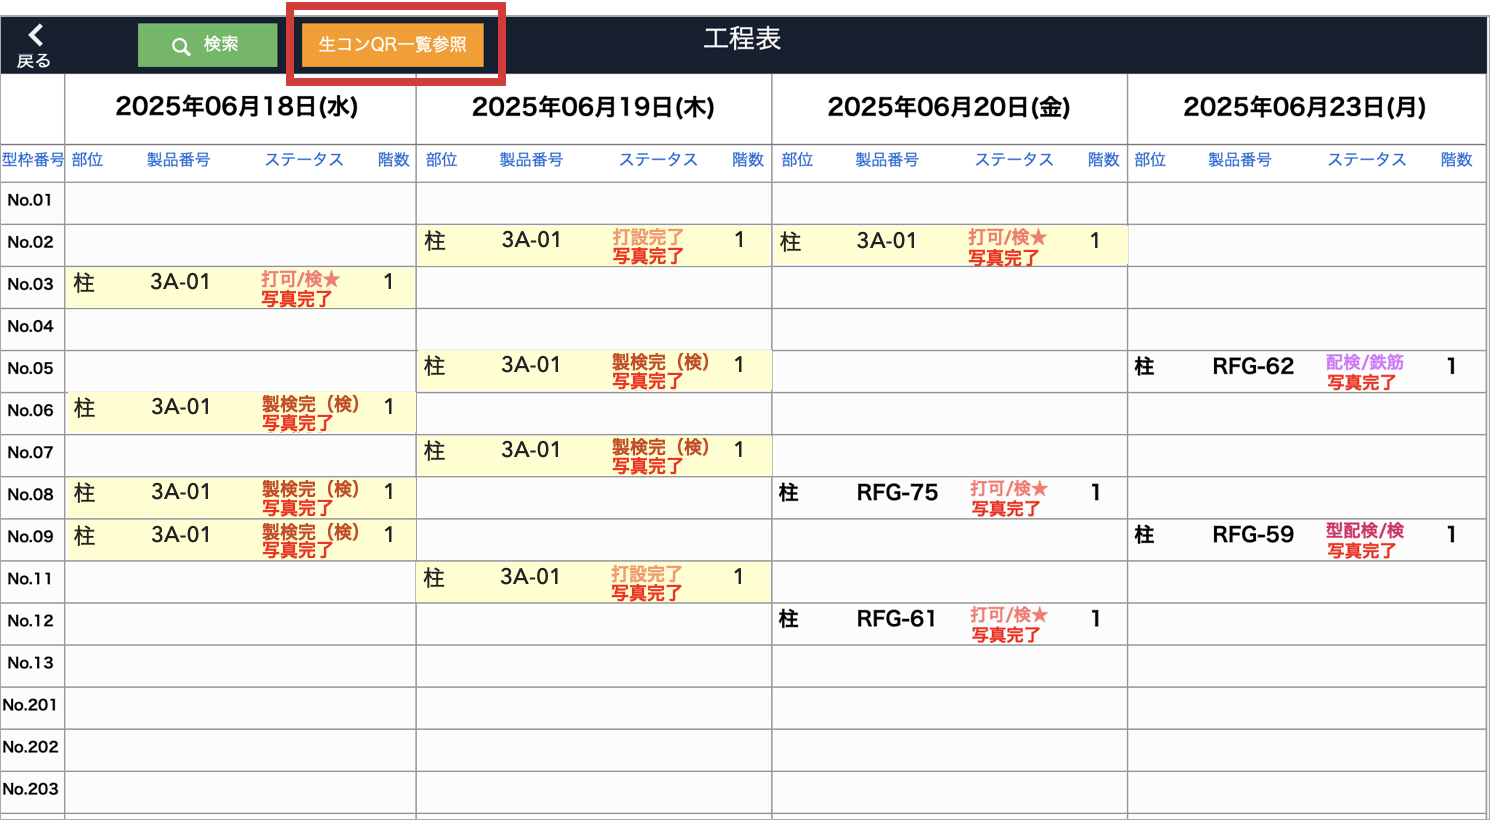 戻る 検索 生コンQR一覧参照 工程表
2025年06月18日(水) 2025年06月19日(木) 2025年06月20日(金) 2025年06月23日(月)
型枠番号 部位 製品番号 ステータス 階数 部位 製品番号 ステータス 階数 部位 製品番号 ステータス 階数 部位 製品番号 ステータス 階数
No.01
No.02 柱 3A-01 打設完了 写真完了 1 柱 3A-01 打可/検★ 写真完了 1
No.03 柱 3A-01 打可/検★ 写真完了 1
No.04
No.05 柱 3A-01 製検完（検） 写真完了 1 柱 RFG-62 配検/鉄筋 写真完了 1
No.06 柱 3A-01 製検完（検） 写真完了 1
No.07 柱 3A-01 製検完（検） 写真完了 1
No.08 柱 3A-01 製検完（検） 写真完了 1 柱 RFG-75 打可/検★ 写真完了 1
No.09 柱 3A-01 製検完（検） 写真完了 1 柱 RFG-59 型配検/検 写真完了 1
No.11 柱 3A-01 打設完了 写真完了 1
No.12 柱 RFG-61 打可/検★ 写真完了 1
No.13
No.201
No.202
No.203